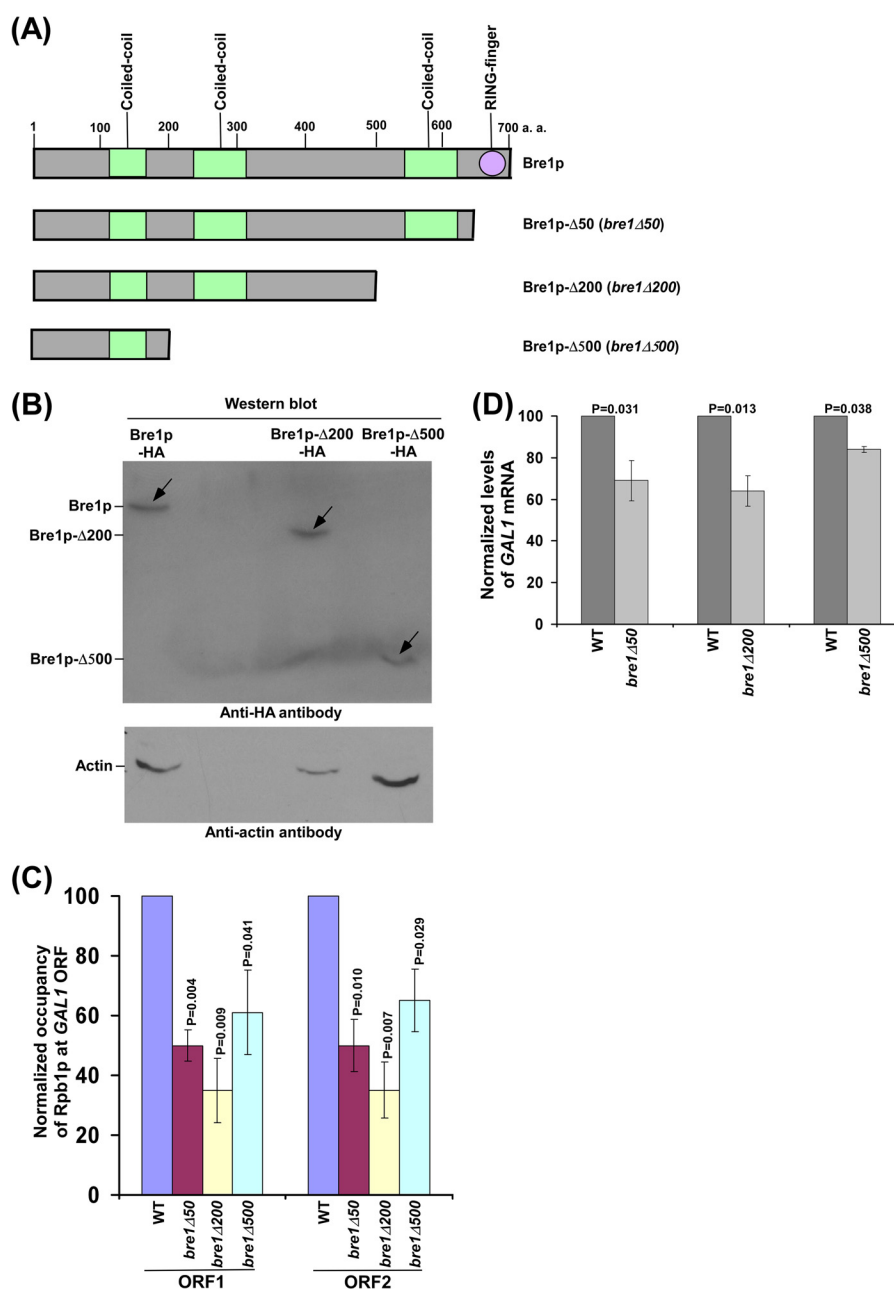 (A)
Coiled-coil
Coiled-coil
Coiled-coil
RING-finger
1 100 200 300 400 500 600 700 a. a.
Bre1p
Bre1p-Δ50 (bre1Δ50)
Bre1p-Δ200 (bre1Δ200)
Bre1p-Δ500 (bre1Δ500)
(B)
Western blot
Bre1p -HA
Bre1p-Δ200 -HA
Bre1p-Δ500 -HA
Bre1p
Bre1p-Δ200
Bre1p-Δ500
Anti-HA antibody
Actin
Anti-actin antibody
(D)
Normalized levels
of GAL1 mRNA
100
80
60
40
20
0
P=0.031
P=0.013
P=0.038
WT
bre1Δ50
WT
bre1Δ200
WT
bre1Δ500
(C)
Normalized occupancy
of Rpb1p at GAL1 ORF
100
80
60
40
20
0
P=0.004
P=0.009
P=0.041
P=0.010
P=0.007
P=0.029
WT
bre1Δ50
bre1Δ200
bre1Δ500
WT
bre1Δ50
bre1Δ200
bre1Δ500
ORF1
ORF2